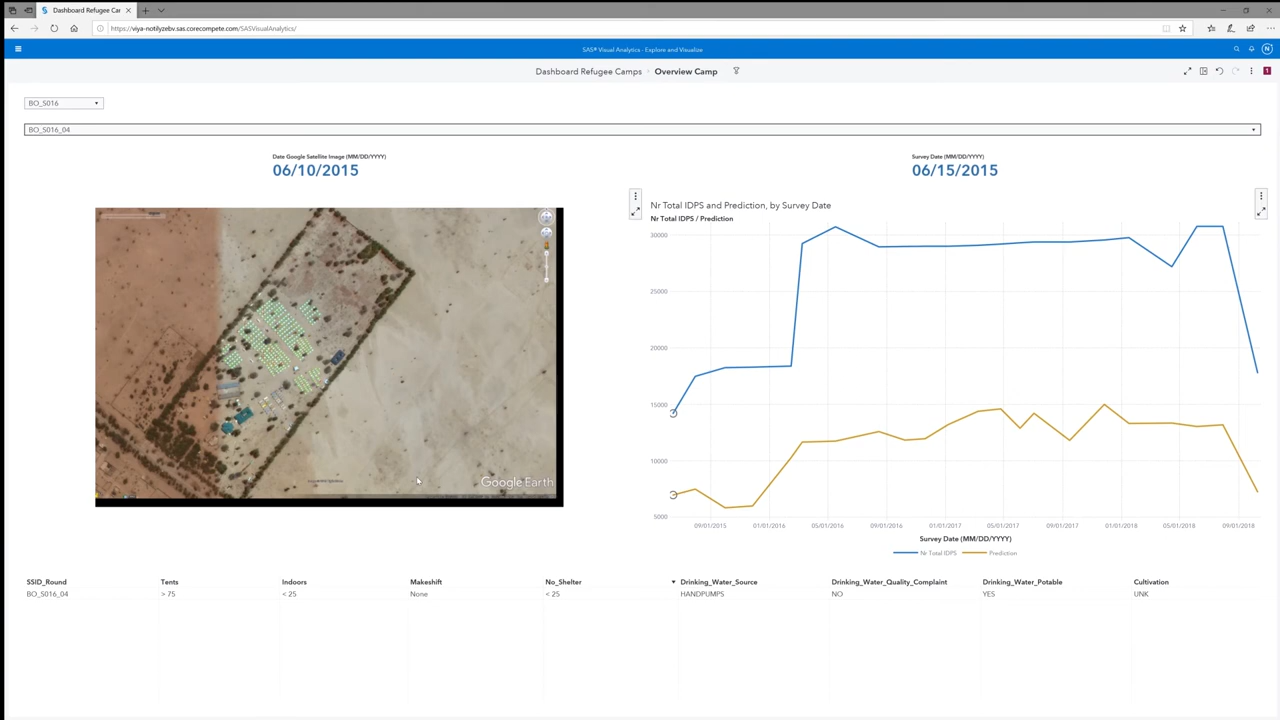 Dashboard Refugee Car
https://viya-notilyzebv.sas.corecompete.com/SASVisualAnalytics/
SAS® Visual Analytics - Explore and Visualize
N
Dashboard Refugee Camps
Overview Camp
1
BO_S016
BO_S016_04
Date Google Satellite Image (MM/DD/YYYY)
06/10/2015
Survey Date (MM/DD/YYYY)
06/15/2015
Nr Total IDPS and Prediction, by Survey Date
Nr Total IDPS / Prediction
30000
25000
20000
15000
10000
5000
09/01/2015 01/01/2016 05/01/2016 09/01/2016 01/01/2017 05/01/2017 09/01/2017 01/01/2018 05/01/2018 09/01/2018
Survey Date (MM/DD/YYYY)
Nr Total IDPS Prediction
Google Earth
SSID_Round Tents Indoors Makeshift No_Shelter Drinking_Water_Source Drinking_Water_Quality_Complaint Drinking_Water_Potable Cultivation
BO_S016_04 > 75 < 25 None < 25 HANDPUMPS NO YES UNK